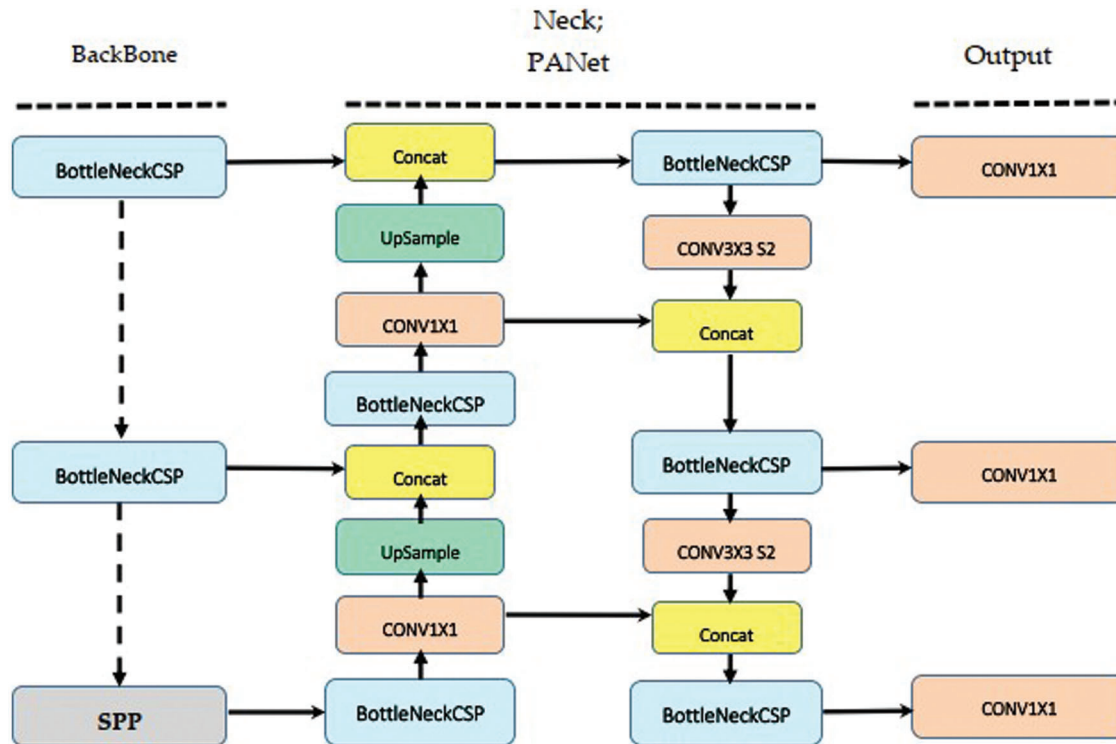 BackBone
Neck;
PANet
Output
BottleNeckCSP
Concat
BottleNeckCSP
CONV1X1
UpSample
CONV3X3 S2
CONV1X1
Concat
BottleNeckCSP
BottleNeckCSP
Concat
BottleNeckCSP
CONV1X1
UpSample
CONV3X3 S2
CONV1X1
Concat
SPP
BottleNeckCSP
BottleNeckCSP
CONV1X1